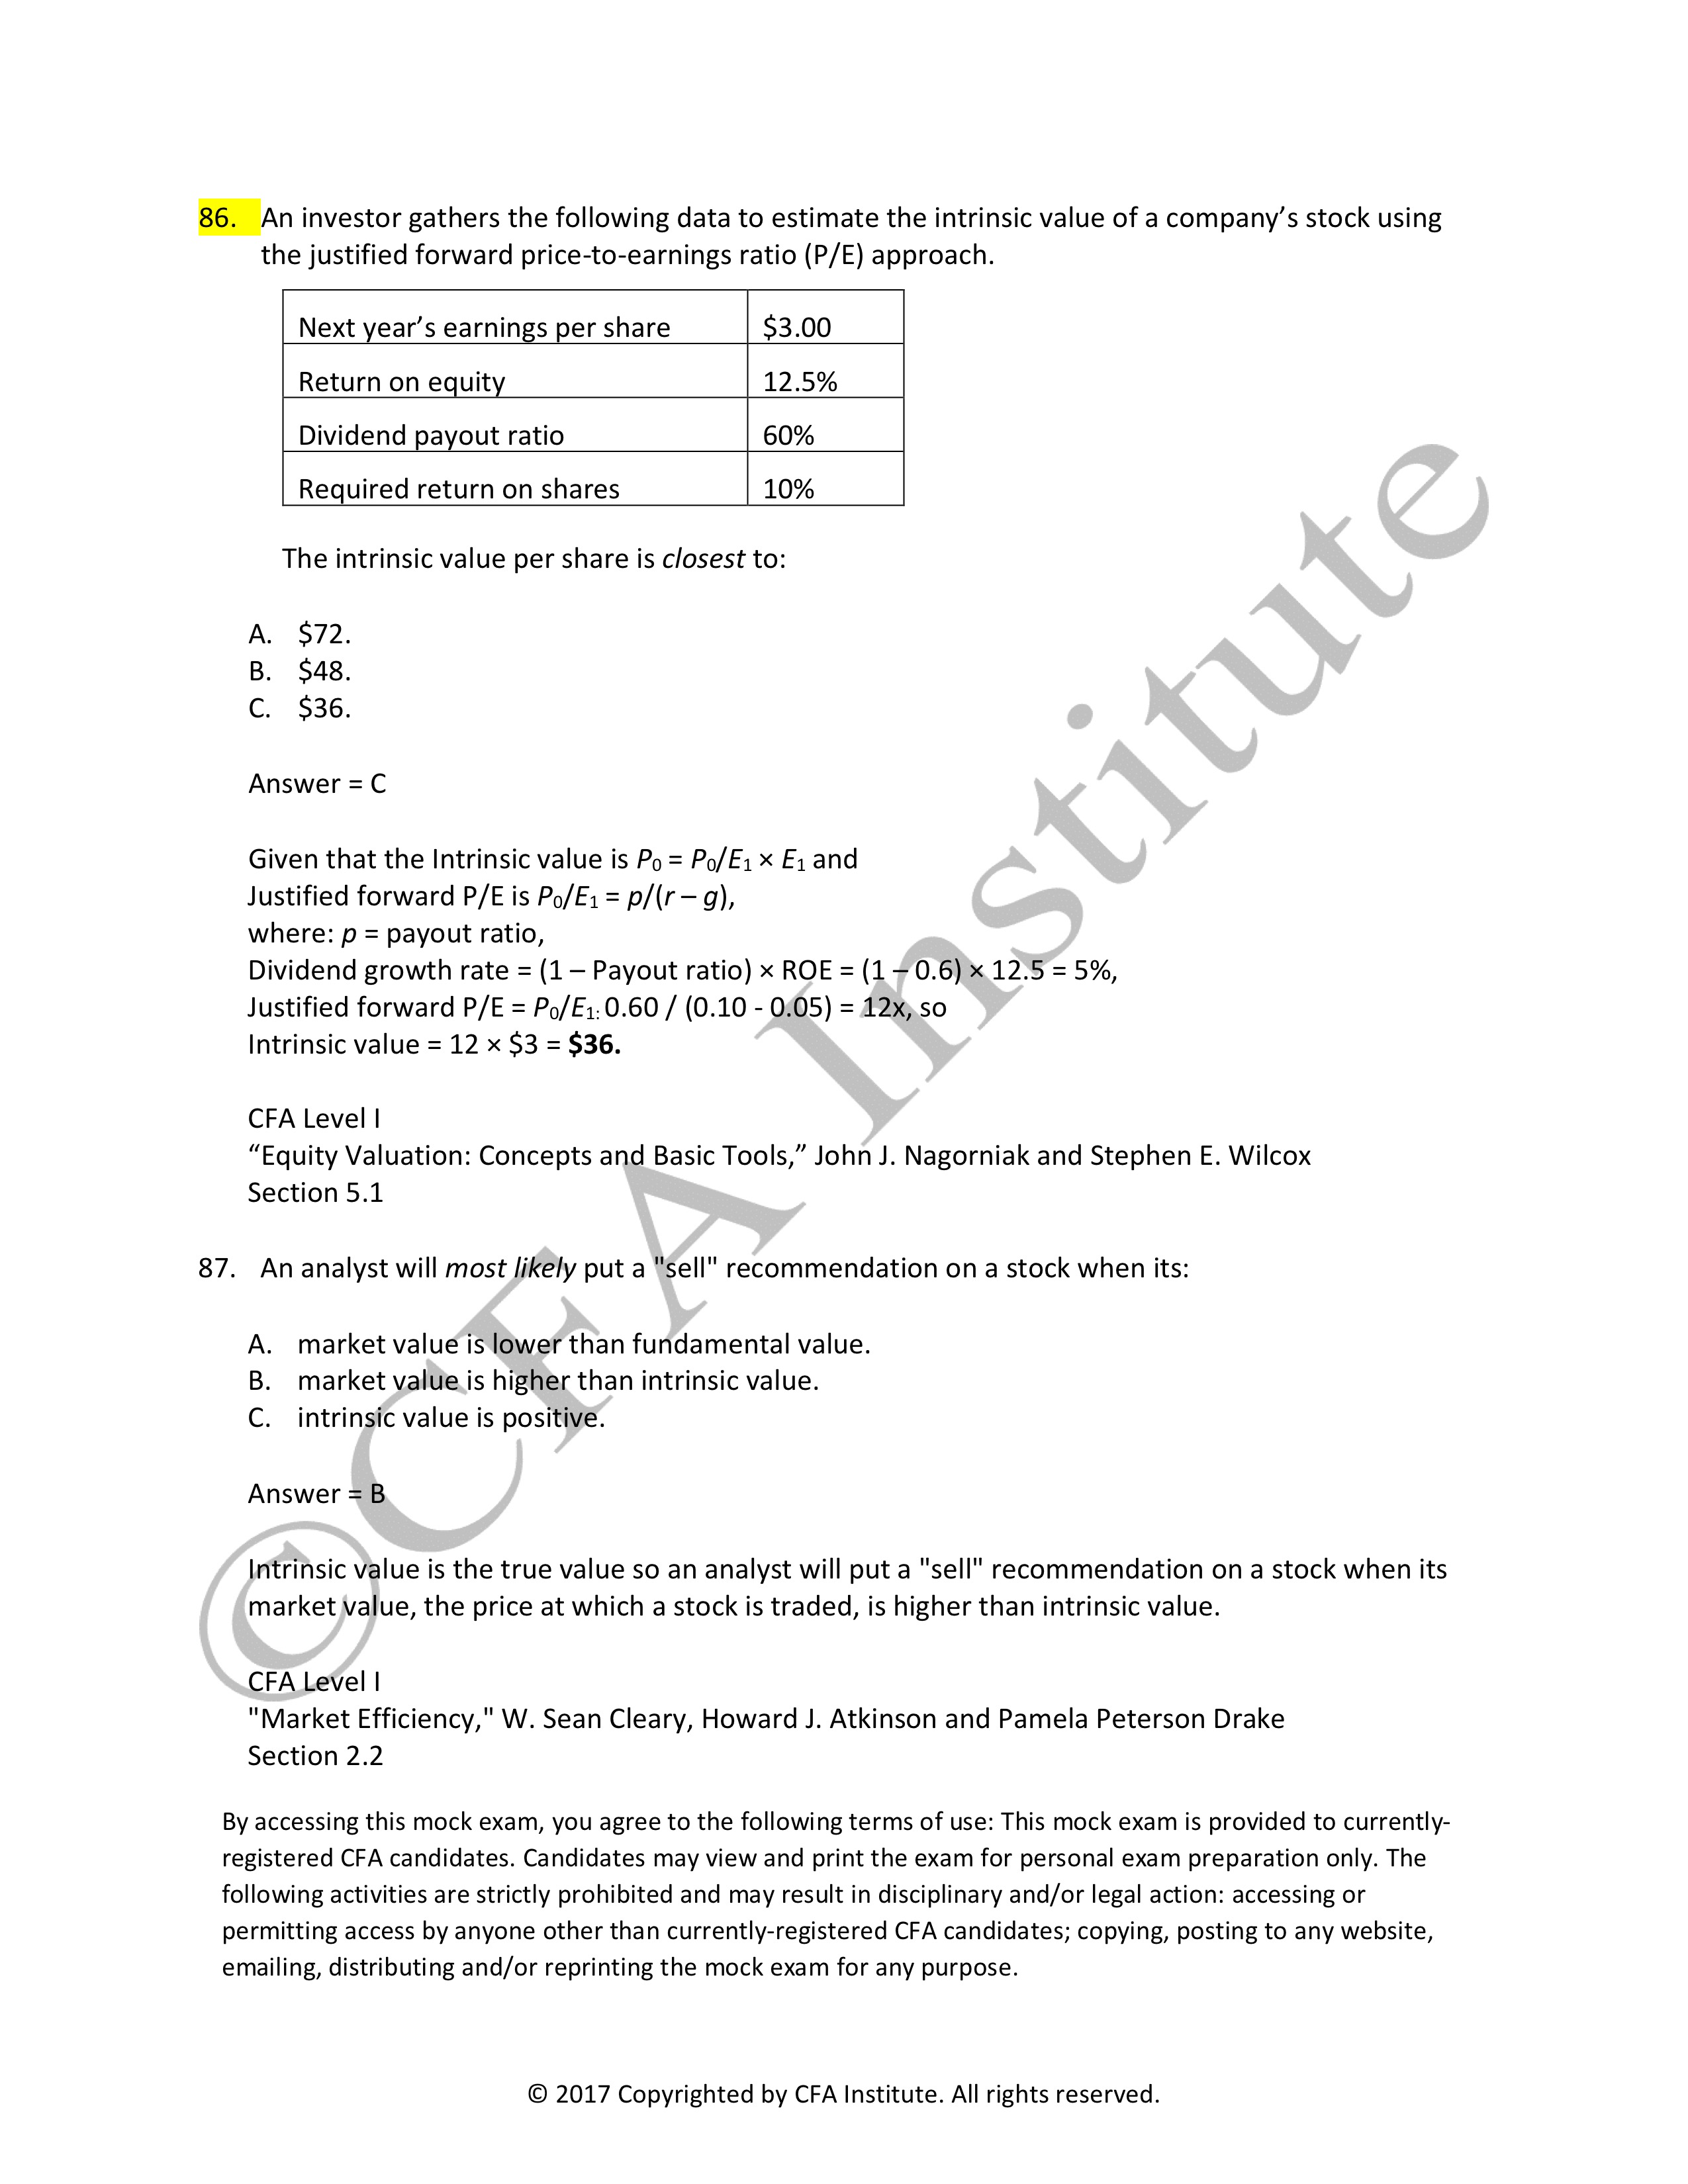 86. An investor gathers the following data to estimate the intrinsic value of a company’s stock using
the justified forward price-to-earnings ratio (P/E) approach.
Next year’s earnings per share $3.00
Return on equity 12.5%
Dividend payout ratio 60%
Required return on shares 10%
The intrinsic value per share is closest to:
A. $72.
B. $48.
C. $36.
Answer = C
Given that the Intrinsic value is P0 = P0/E1 × E1 and
Justified forward P/E is P0/E1 = p/(r – g),
where: p = payout ratio,
Dividend growth rate = (1 – Payout ratio) × ROE = (1 – 0.6) × 12.5 = 5%,
Justified forward P/E = P0/E1: 0.60 / (0.10 - 0.05) = 12x, so
Intrinsic value = 12 × $3 = $36.
CFA Level I
“Equity Valuation: Concepts and Basic Tools,” John J. Nagorniak and Stephen E. Wilcox
Section 5.1
87. An analyst will most likely put a "sell" recommendation on a stock when its:
A. market value is lower than fundamental value.
B. market value is higher than intrinsic value.
C. intrinsic value is positive.
Answer = B
Intrinsic value is the true value so an analyst will put a "sell" recommendation on a stock when its
market value, the price at which a stock is traded, is higher than intrinsic value.
CFA Level I
"Market Efficiency," W. Sean Cleary, Howard J. Atkinson and Pamela Peterson Drake
Section 2.2
By accessing this mock exam, you agree to the following terms of use: This mock exam is provided to currently-
registered CFA candidates. Candidates may view and print the exam for personal exam preparation only. The
following activities are strictly prohibited and may result in disciplinary and/or legal action: accessing or
permitting access by anyone other than currently-registered CFA candidates; copying, posting to any website,
emailing, distributing and/or reprinting the mock exam for any purpose.
© 2017 Copyrighted by CFA Institute. All rights reserved.
©CFA Institute